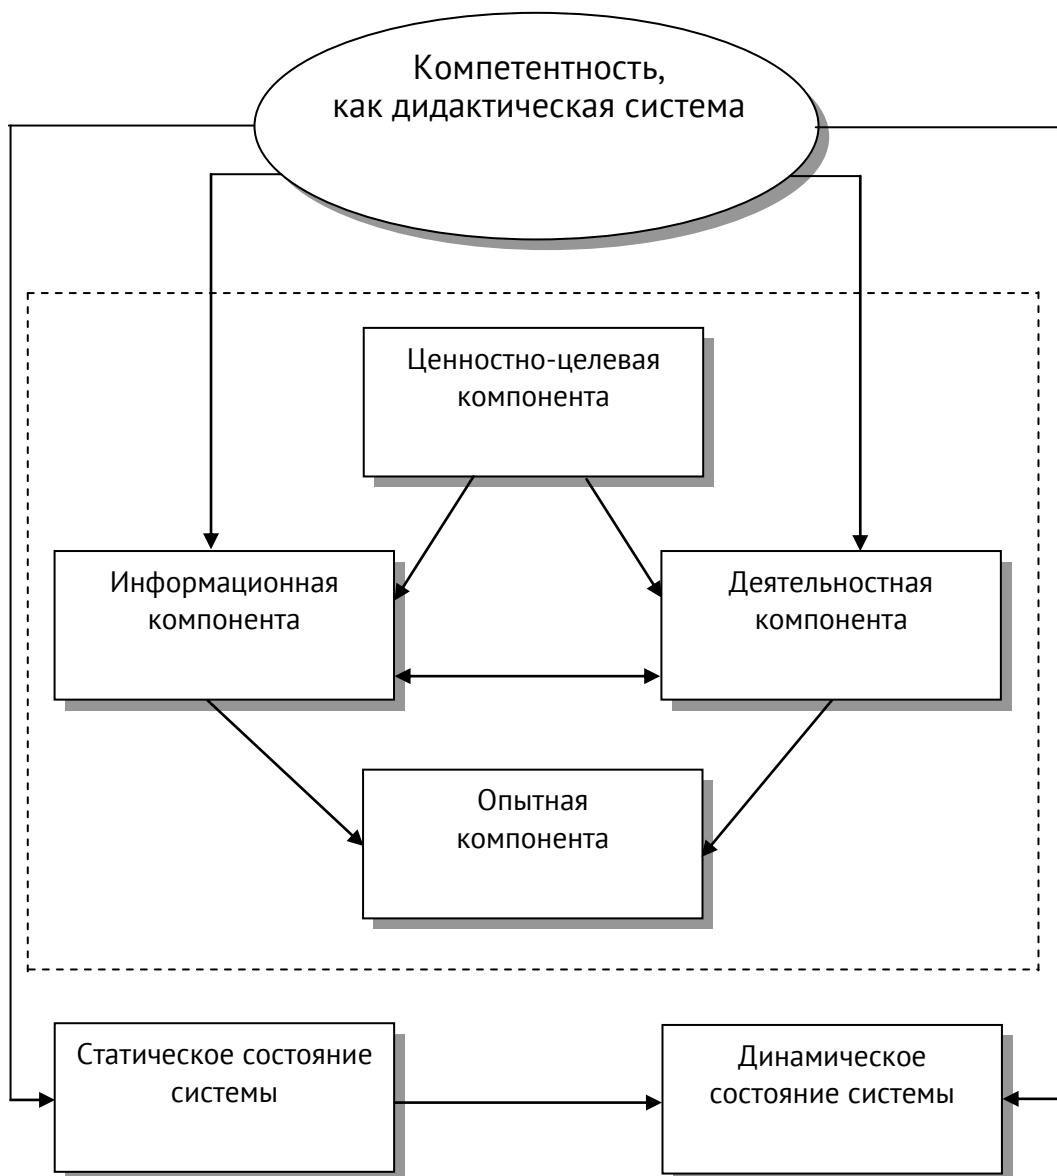 Компетентность,
как дидактическая система
Ценностно-целевая
компонента
Информационная
компонента
Деятельностная
компонента
Опытная
компонента
Статическое состояние
системы
Динамическое
состояние системы